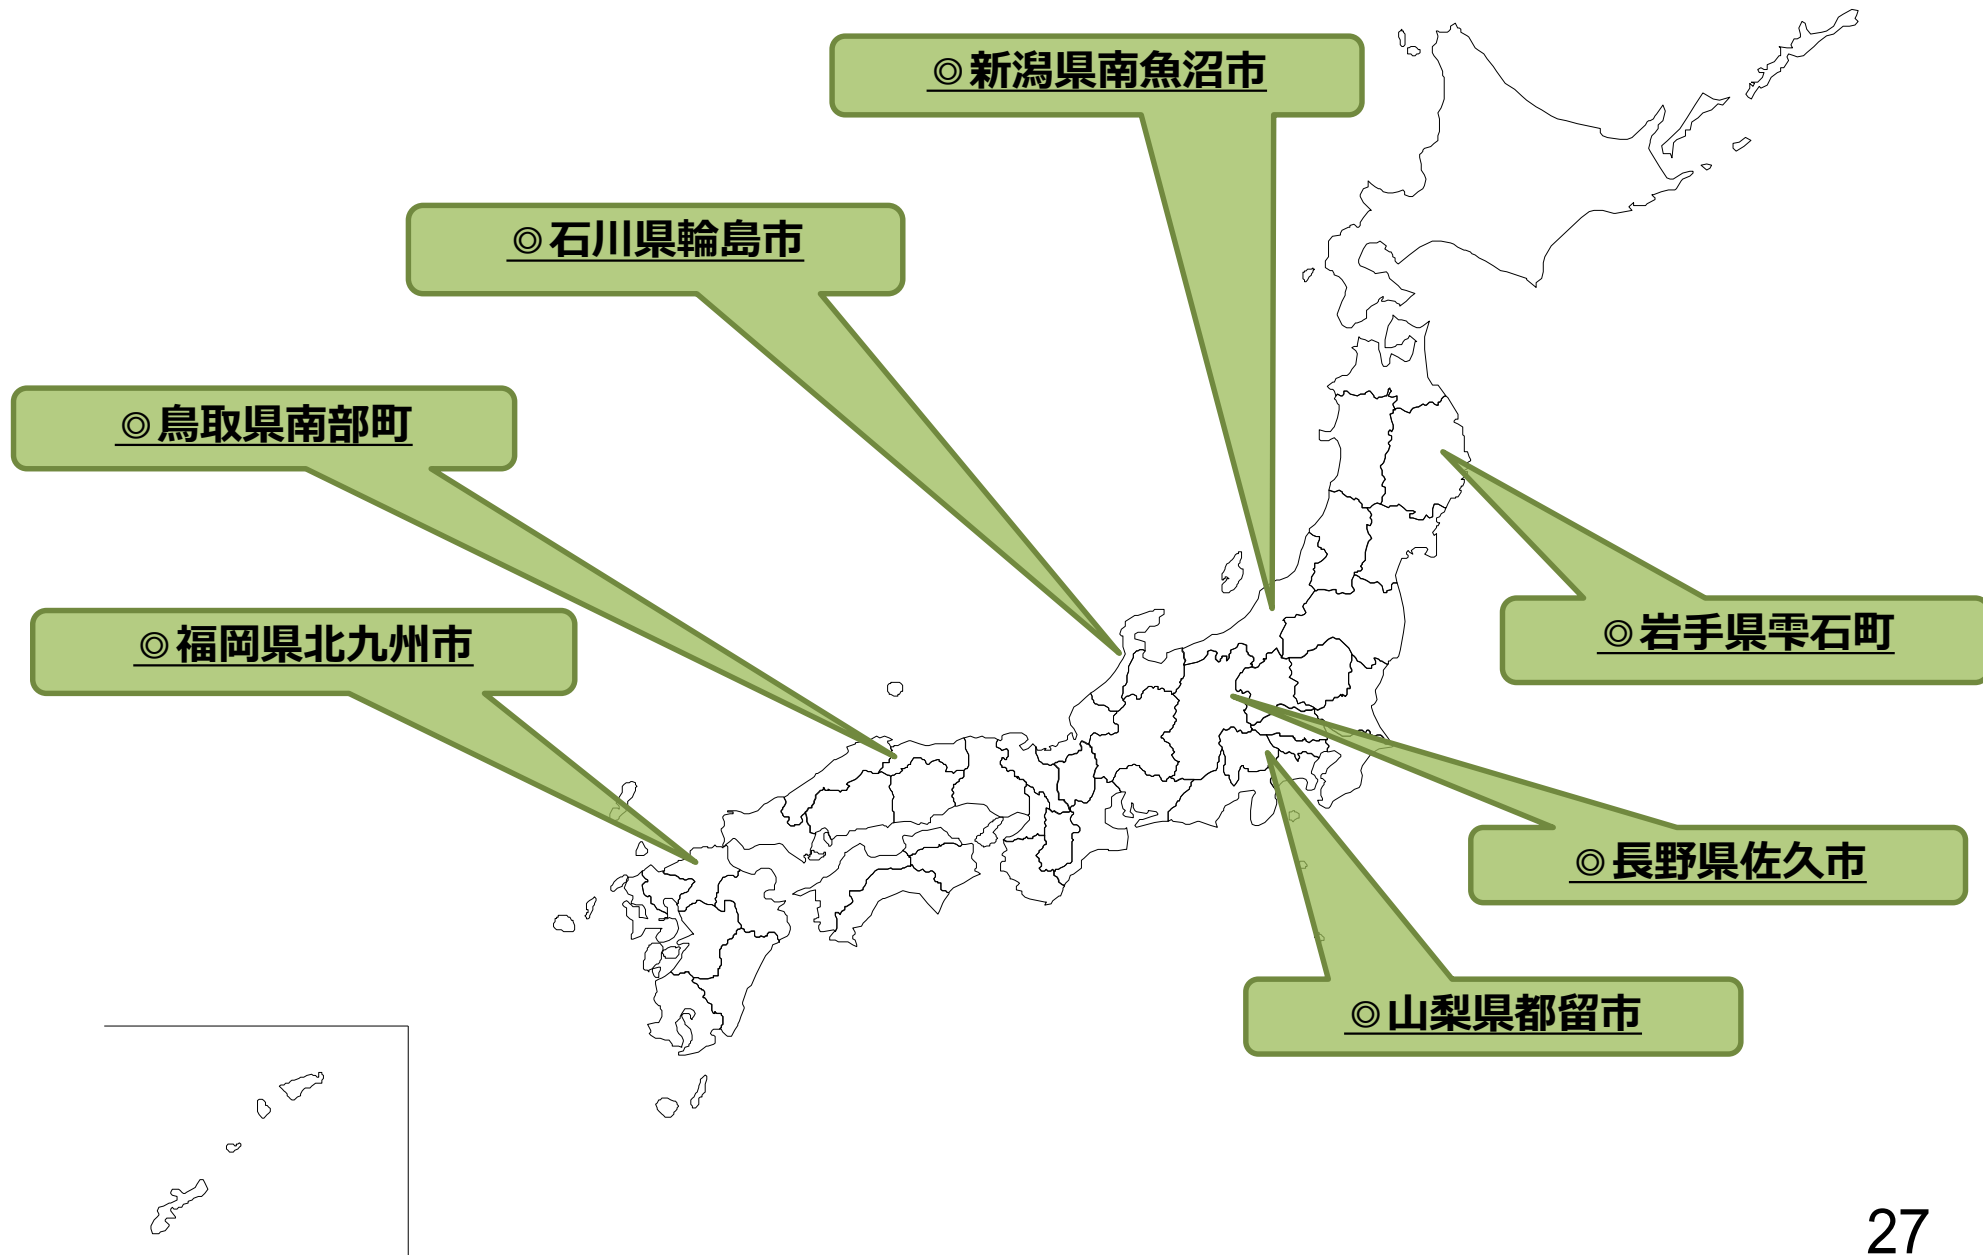 ◎新潟県南魚沼市
◎石川県輪島市
◎鳥取県南部町
◎福岡県北九州市
◎岩手県雫石町
◎長野県佐久市
◎山梨県都留市
27